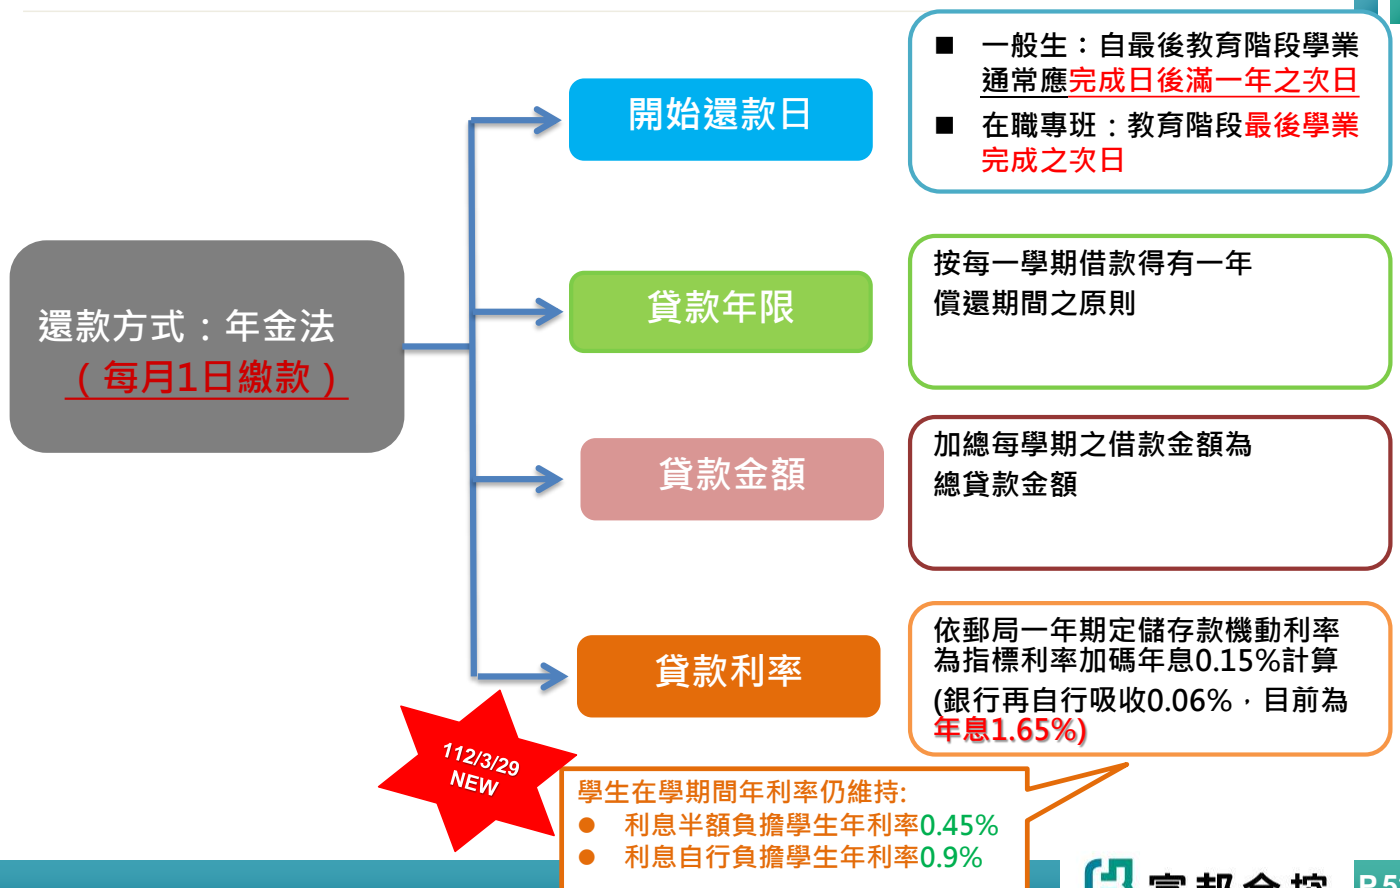 還款方式：年金法
（每月1日繳款）
開始還款日
■ 一般生：自最後教育階段學業
通常應完成日後滿一年之次日
■ 在職專班：教育階段最後學業
完成之次日
貸款年限
按每一學期借款得有一年
償還期間之原則
貸款金額
加總每學期之借款金額為
總貸款金額
貸款利率
依郵局一年期定儲存款機動利率
為指標利率加碼年息0.15%計算
(銀行再自行吸收0.06%，目前為
年息1.65%)
112/3/29
NEW
學生在學期間年利率仍維持:
● 利息半額負擔學生年利率0.45%
● 利息自行負擔學生年利率0.9%
富邦金控
P.5